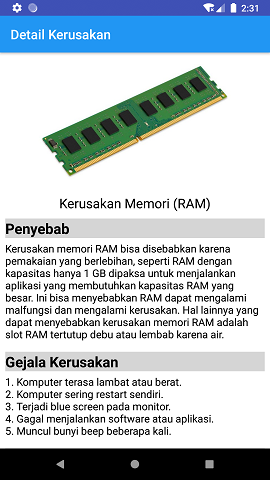 2:31
Detail Kerusakan
Kerusakan Memori (RAM)
Penyebab
Kerusakan memori RAM bisa disebabkan karena
pemakaian yang berlebihan, seperti RAM dengan
kapasitas hanya 1 GB dipaksa untuk menjalankan
aplikasi yang membutuhkan kapasitas RAM yang
besar. Ini bisa menyebabkan RAM dapat mengalami
malfungsi dan mengalami kerusakan. Hal lainnya yang
dapat menyebabkan kerusakan memori RAM adalah
slot RAM tertutup debu atau lembab karena air.
Gejala Kerusakan
1. Komputer terasa lambat atau berat.
2. Komputer sering restart sendiri.
3. Terjadi blue screen pada monitor.
4. Gagal menjalankan software atau aplikasi.
5. Muncul bunyi beep beberapa kali.